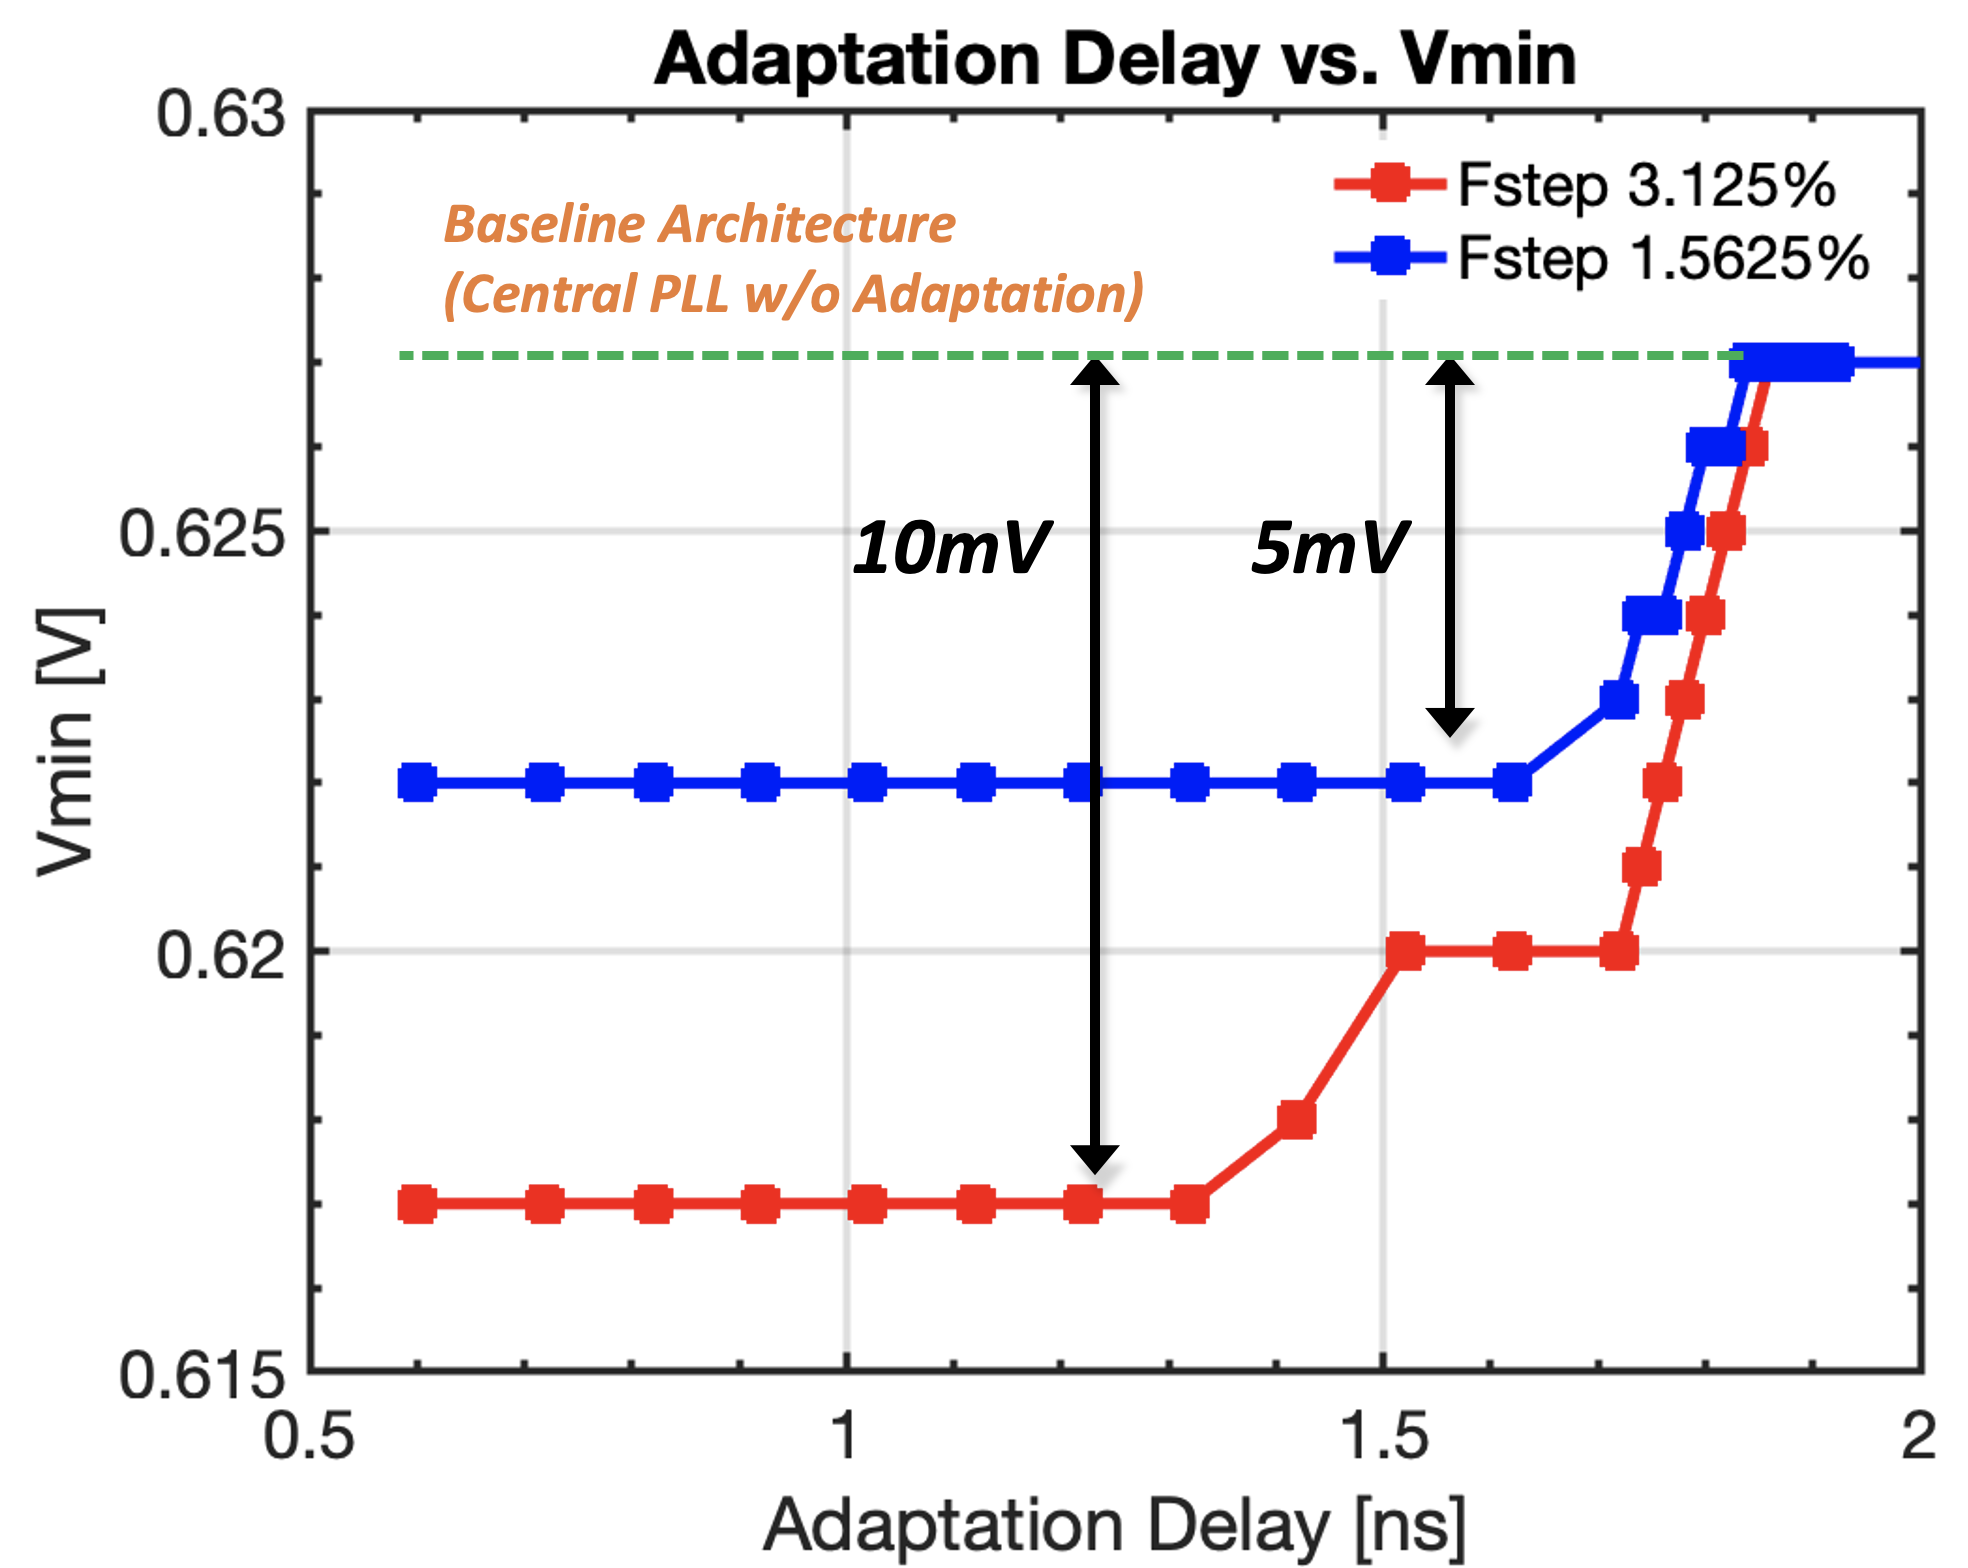 Adaptation Delay vs. Vmin
0.63
Fstep 3.125%
Baseline Architecture
Fstep 1.5625%
(Central PLL w/o Adaptation)
0.625
10mV
5mV
Vmin [V]
0.62
0.615
0.5
1
1.5
2
Adaptation Delay [ns]